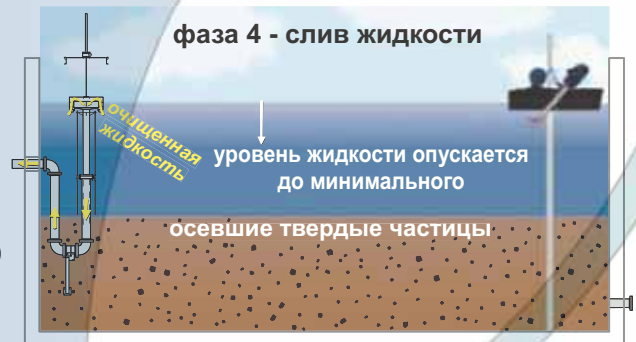 фаза 4 - слив жидкости
очищенная
жидкость
уровень жидкости опускается
до минимального
осевшие твердые частицы